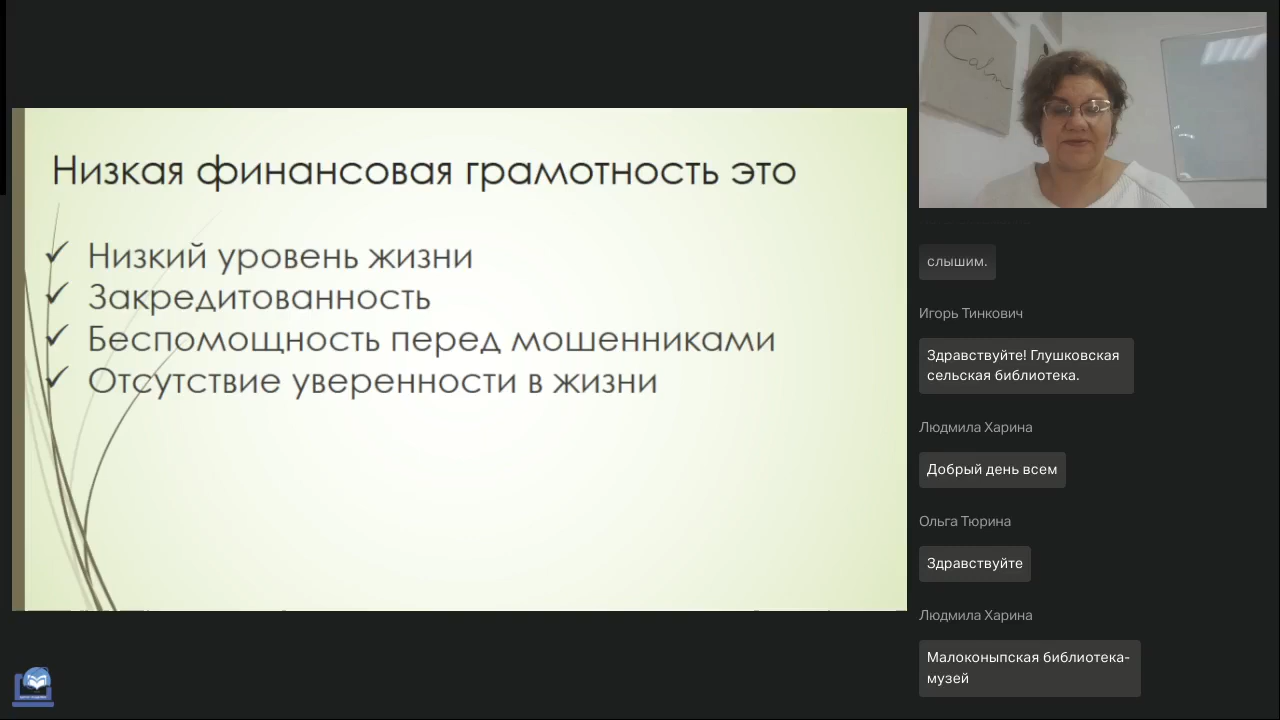 Низкая финансовая грамотность это
Низкий уровень жизни
Закредитованность
Беспомощность перед мошенниками
Отсутствие уверенности в жизни
Calm
слышим.
Игорь Тинкович
Здравствуйте! Глушковская
сельская библиотека.
Людмила Харина
Добрый день всем
Ольга Тюрина
Здравствуйте
Людмила Харина
Малоконыпская библиотека-
музей